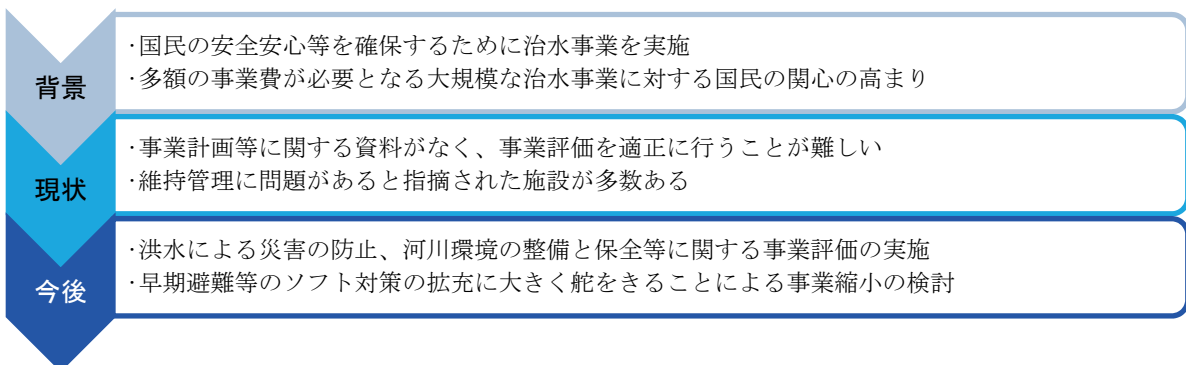 背景
·国民の安全安心等を確保するために治水事業を実施
·多額の事業費が必要となる大規模な治水事業に対する国民の関心の高まり
現状
·事業計画等に関する資料がなく、事業評価を適正に行うことが難しい
·維持管理に問題があると指摘された施設が多数ある
今後
·洪水による災害の防止、河川環境の整備と保全等に関する事業評価の実施
·早期避難等のソフト対策の拡充に大きく舵をきることによる事業縮小の検討